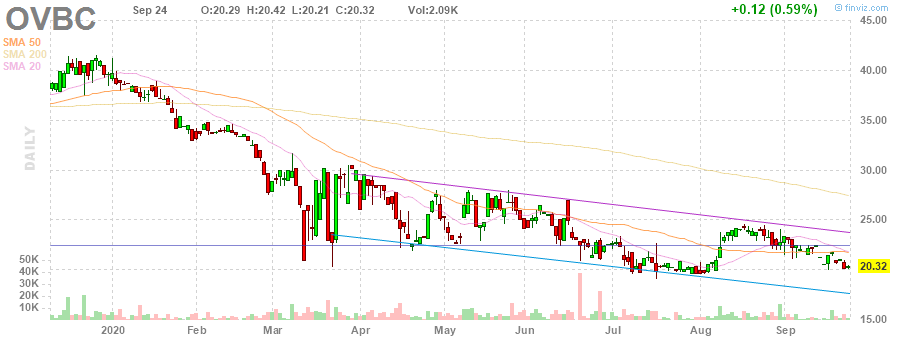 OVBC Sep 24 O:20.29 H:20.42 L:20.21 C:20.32 Vol:2.09K +0.12 (0.59%) finviz.com
SMA 50
SMA 200
SMA 20
DAILY
45.00
40.00
35.00
30.00
25.00
20.32
15.00
50K
40K
30K
20K
10K
2020 Feb Mar Apr May Jun Jul Aug Sep